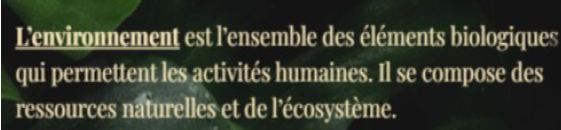 L'environnement est l'ensemble des éléments biologiques
qui permettent les activités humaines. Il se compose des
ressources naturelles et de l'écosystème.